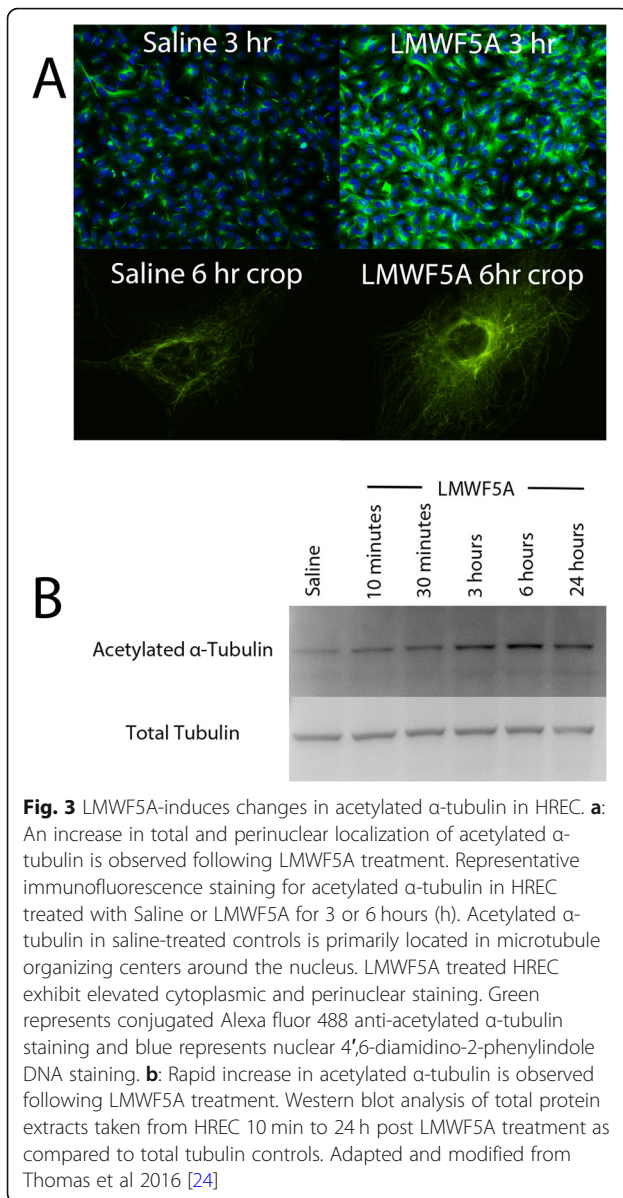 A
Saline 3 hr
LMWF5A 3 hr
Saline 6 hr crop
LMWF5A 6hr crop
B
LMWF5A
Saline
10 minutes
30 minutes
3 hours
6 hours
24 hours
Acetylated α-Tubulin
Total Tubulin
Fig. 3 LMWF5A-induces changes in acetylated α-tubulin in HREC. a:
An increase in total and perinuclear localization of acetylated α-
tubulin is observed following LMWF5A treatment. Representative
immunofluorescence staining for acetylated α-tubulin in HREC
treated with Saline or LMWF5A for 3 or 6 hours (h). Acetylated α-
tubulin in saline-treated controls is primarily located in microtubule
organizing centers around the nucleus. LMWF5A treated HREC
exhibit elevated cytoplasmic and perinuclear staining. Green
represents conjugated Alexa fluor 488 anti-acetylated α-tubulin
staining and blue represents nuclear 4′,6-diamidino-2-phenylindole
DNA staining. b: Rapid increase in acetylated α-tubulin is observed
following LMWF5A treatment. Western blot analysis of total protein
extracts taken from HREC 10 min to 24 h post LMWF5A treatment as
compared to total tubulin controls. Adapted and modified from
Thomas et al 2016 [24]